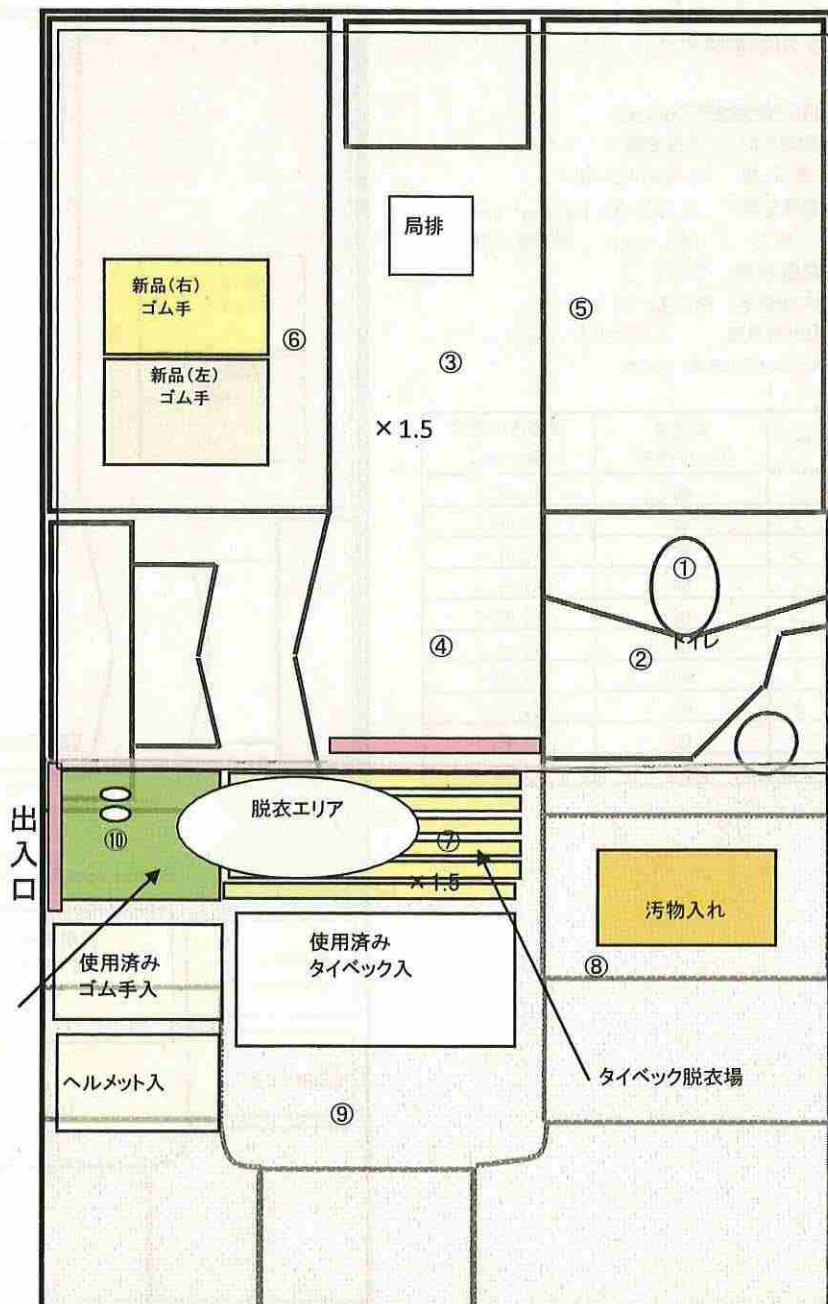 局排
新品(右)
ゴム手
⑥
新品(左)
ゴム手
⑤
③
×1.5
①
トイレ
②
④
出入口
脱衣エリア
⑩
⑦
×1.5
使用済み
タイベック入
汚物入れ
使用済み
ゴム手入
⑧
ヘルメット入
タイベック脱衣場
⑨